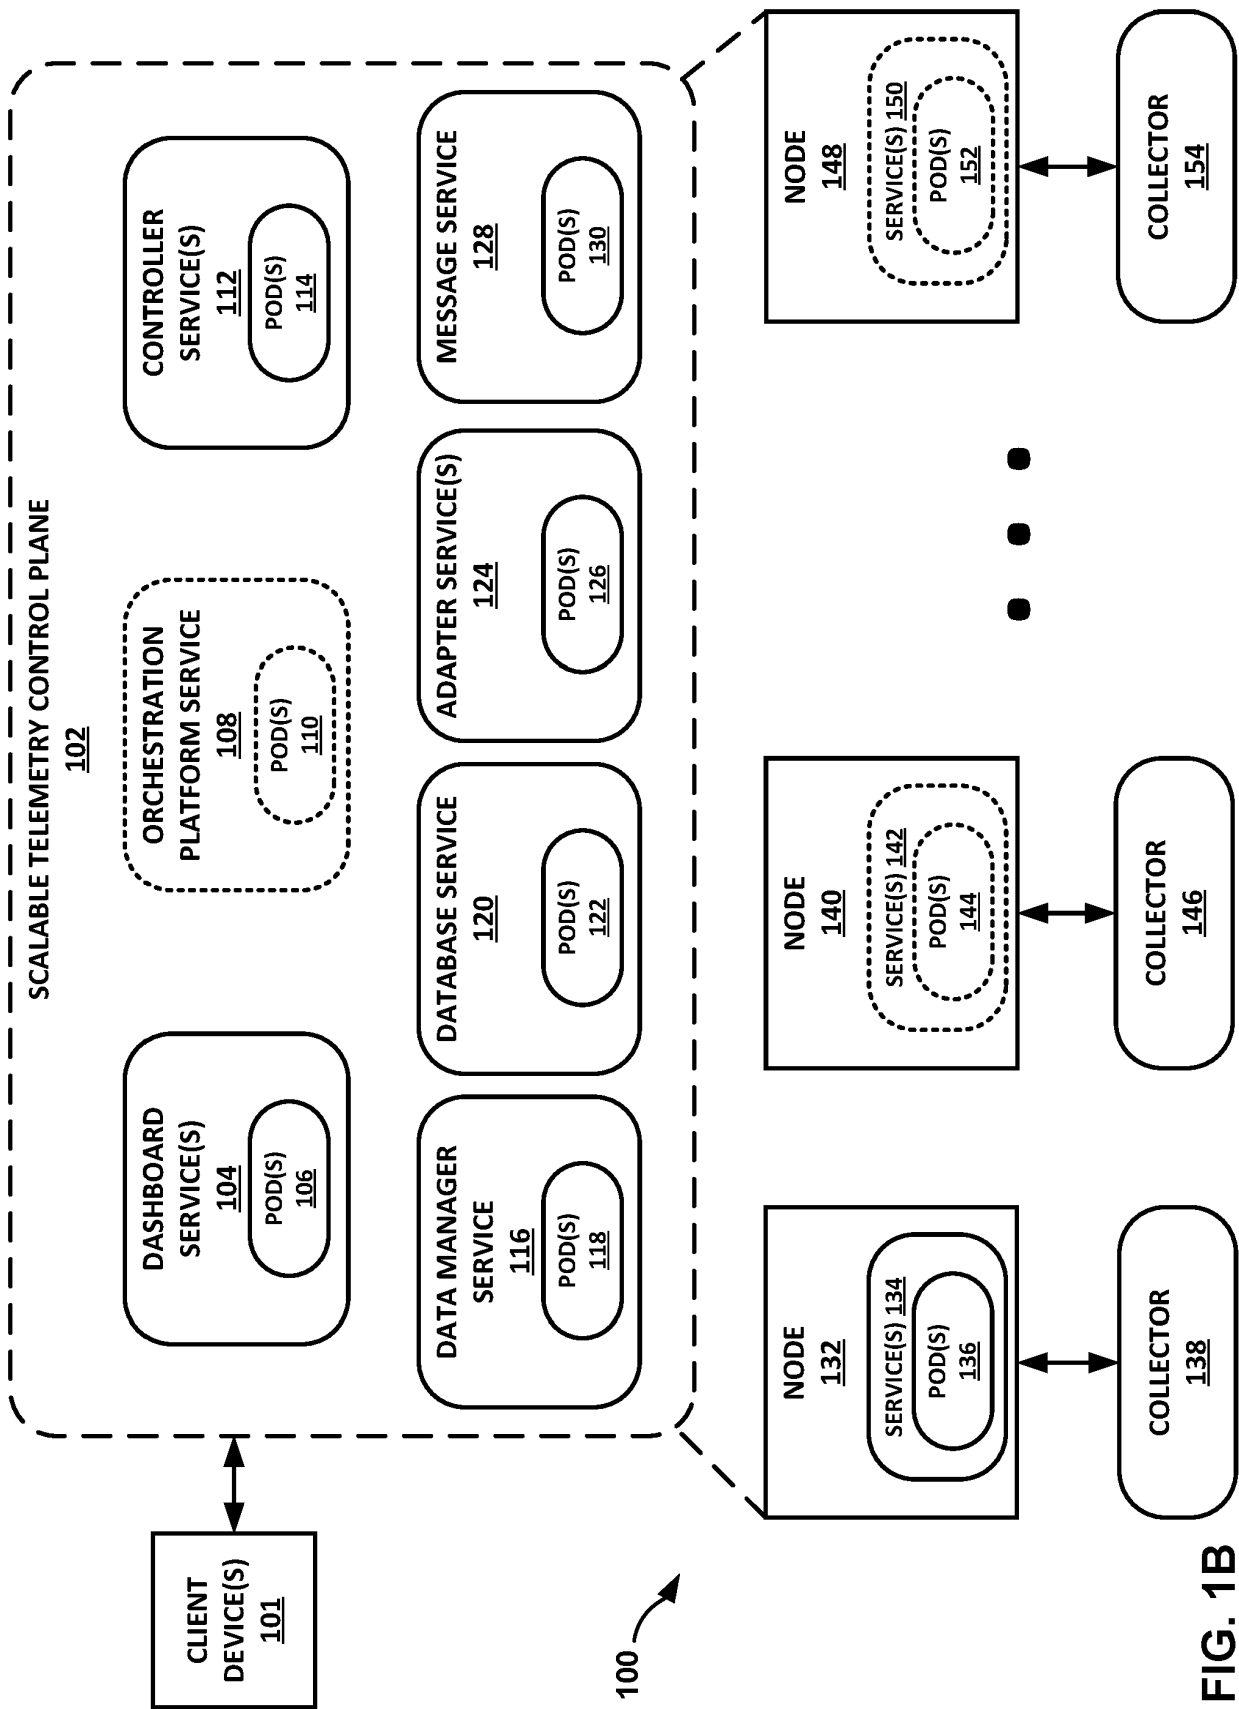 SCALABLE TELEMETRY CONTROL PLANE
102
DASHBOARD
SERVICE(S)
104
POD(S)
106
ORCHESTRATION
PLATFORM SERVICE
108
POD(S)
110
CONTROLLER
SERVICE(S)
112
POD(S)
114
CLIENT
DEVICE(S)
101
DATA MANAGER
SERVICE
116
POD(S)
118
DATABASE SERVICE
120
POD(S)
122
ADAPTER SERVICE(S)
124
POD(S)
126
MESSAGE SERVICE
128
POD(S)
130
100
NODE
132
SERVICE(S) 134
POD(S)
136
NODE
140
SERVICE(S) 142
POD(S)
144
NODE
148
SERVICE(S) 150
POD(S)
152
COLLECTOR
138
COLLECTOR
146
COLLECTOR
154
FIG. 1B